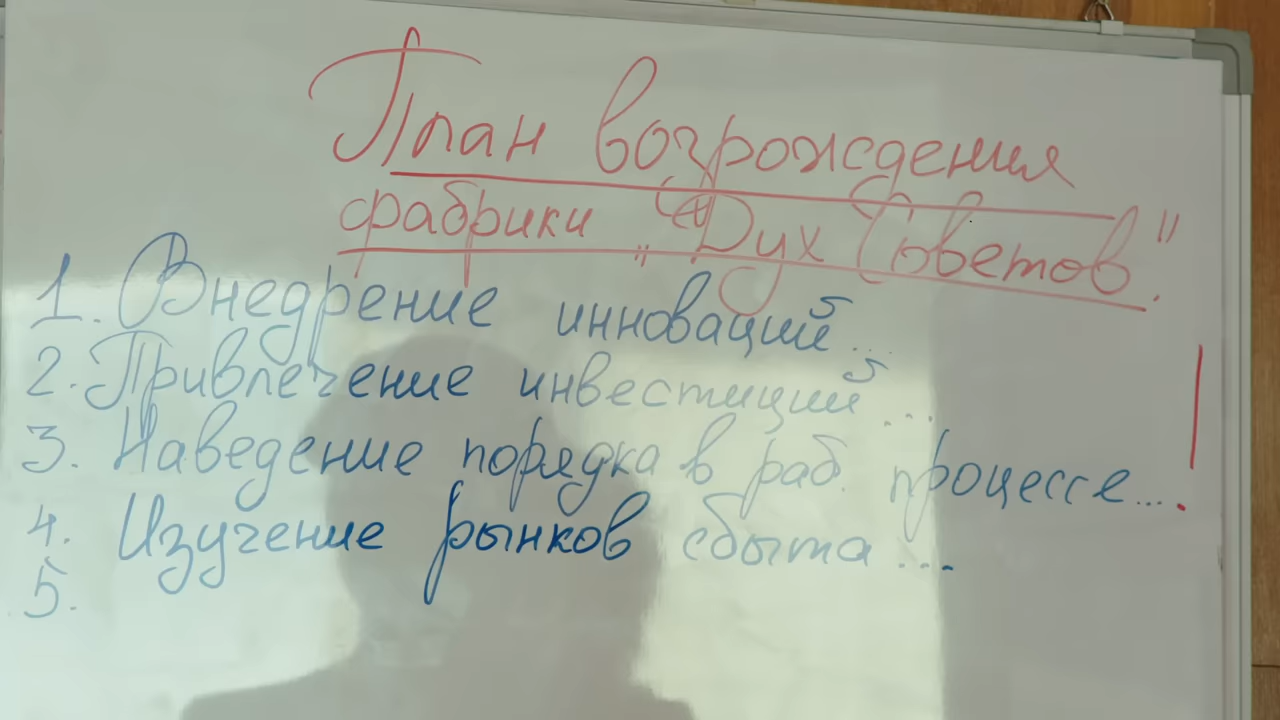 План возрождения
фабрики „Дух Советов."
1. Внедрение инноваций...
2. Привлечение инвестиций...
3. Наведение порядка в раб. процессе...!
4. Изучение рынков сбыта...
5.